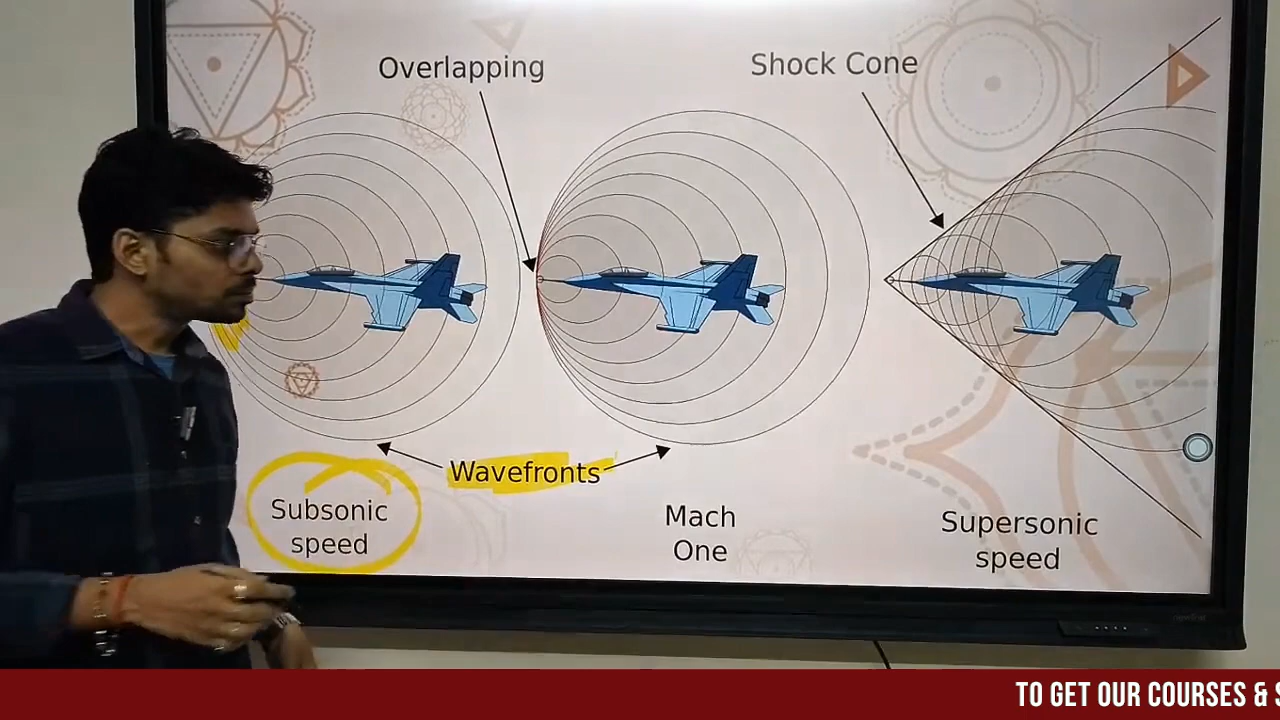 Overlapping
Shock Cone
Wavefronts
Subsonic
speed
Mach
One
Supersonic
speed
TO GET OUR COURSES &